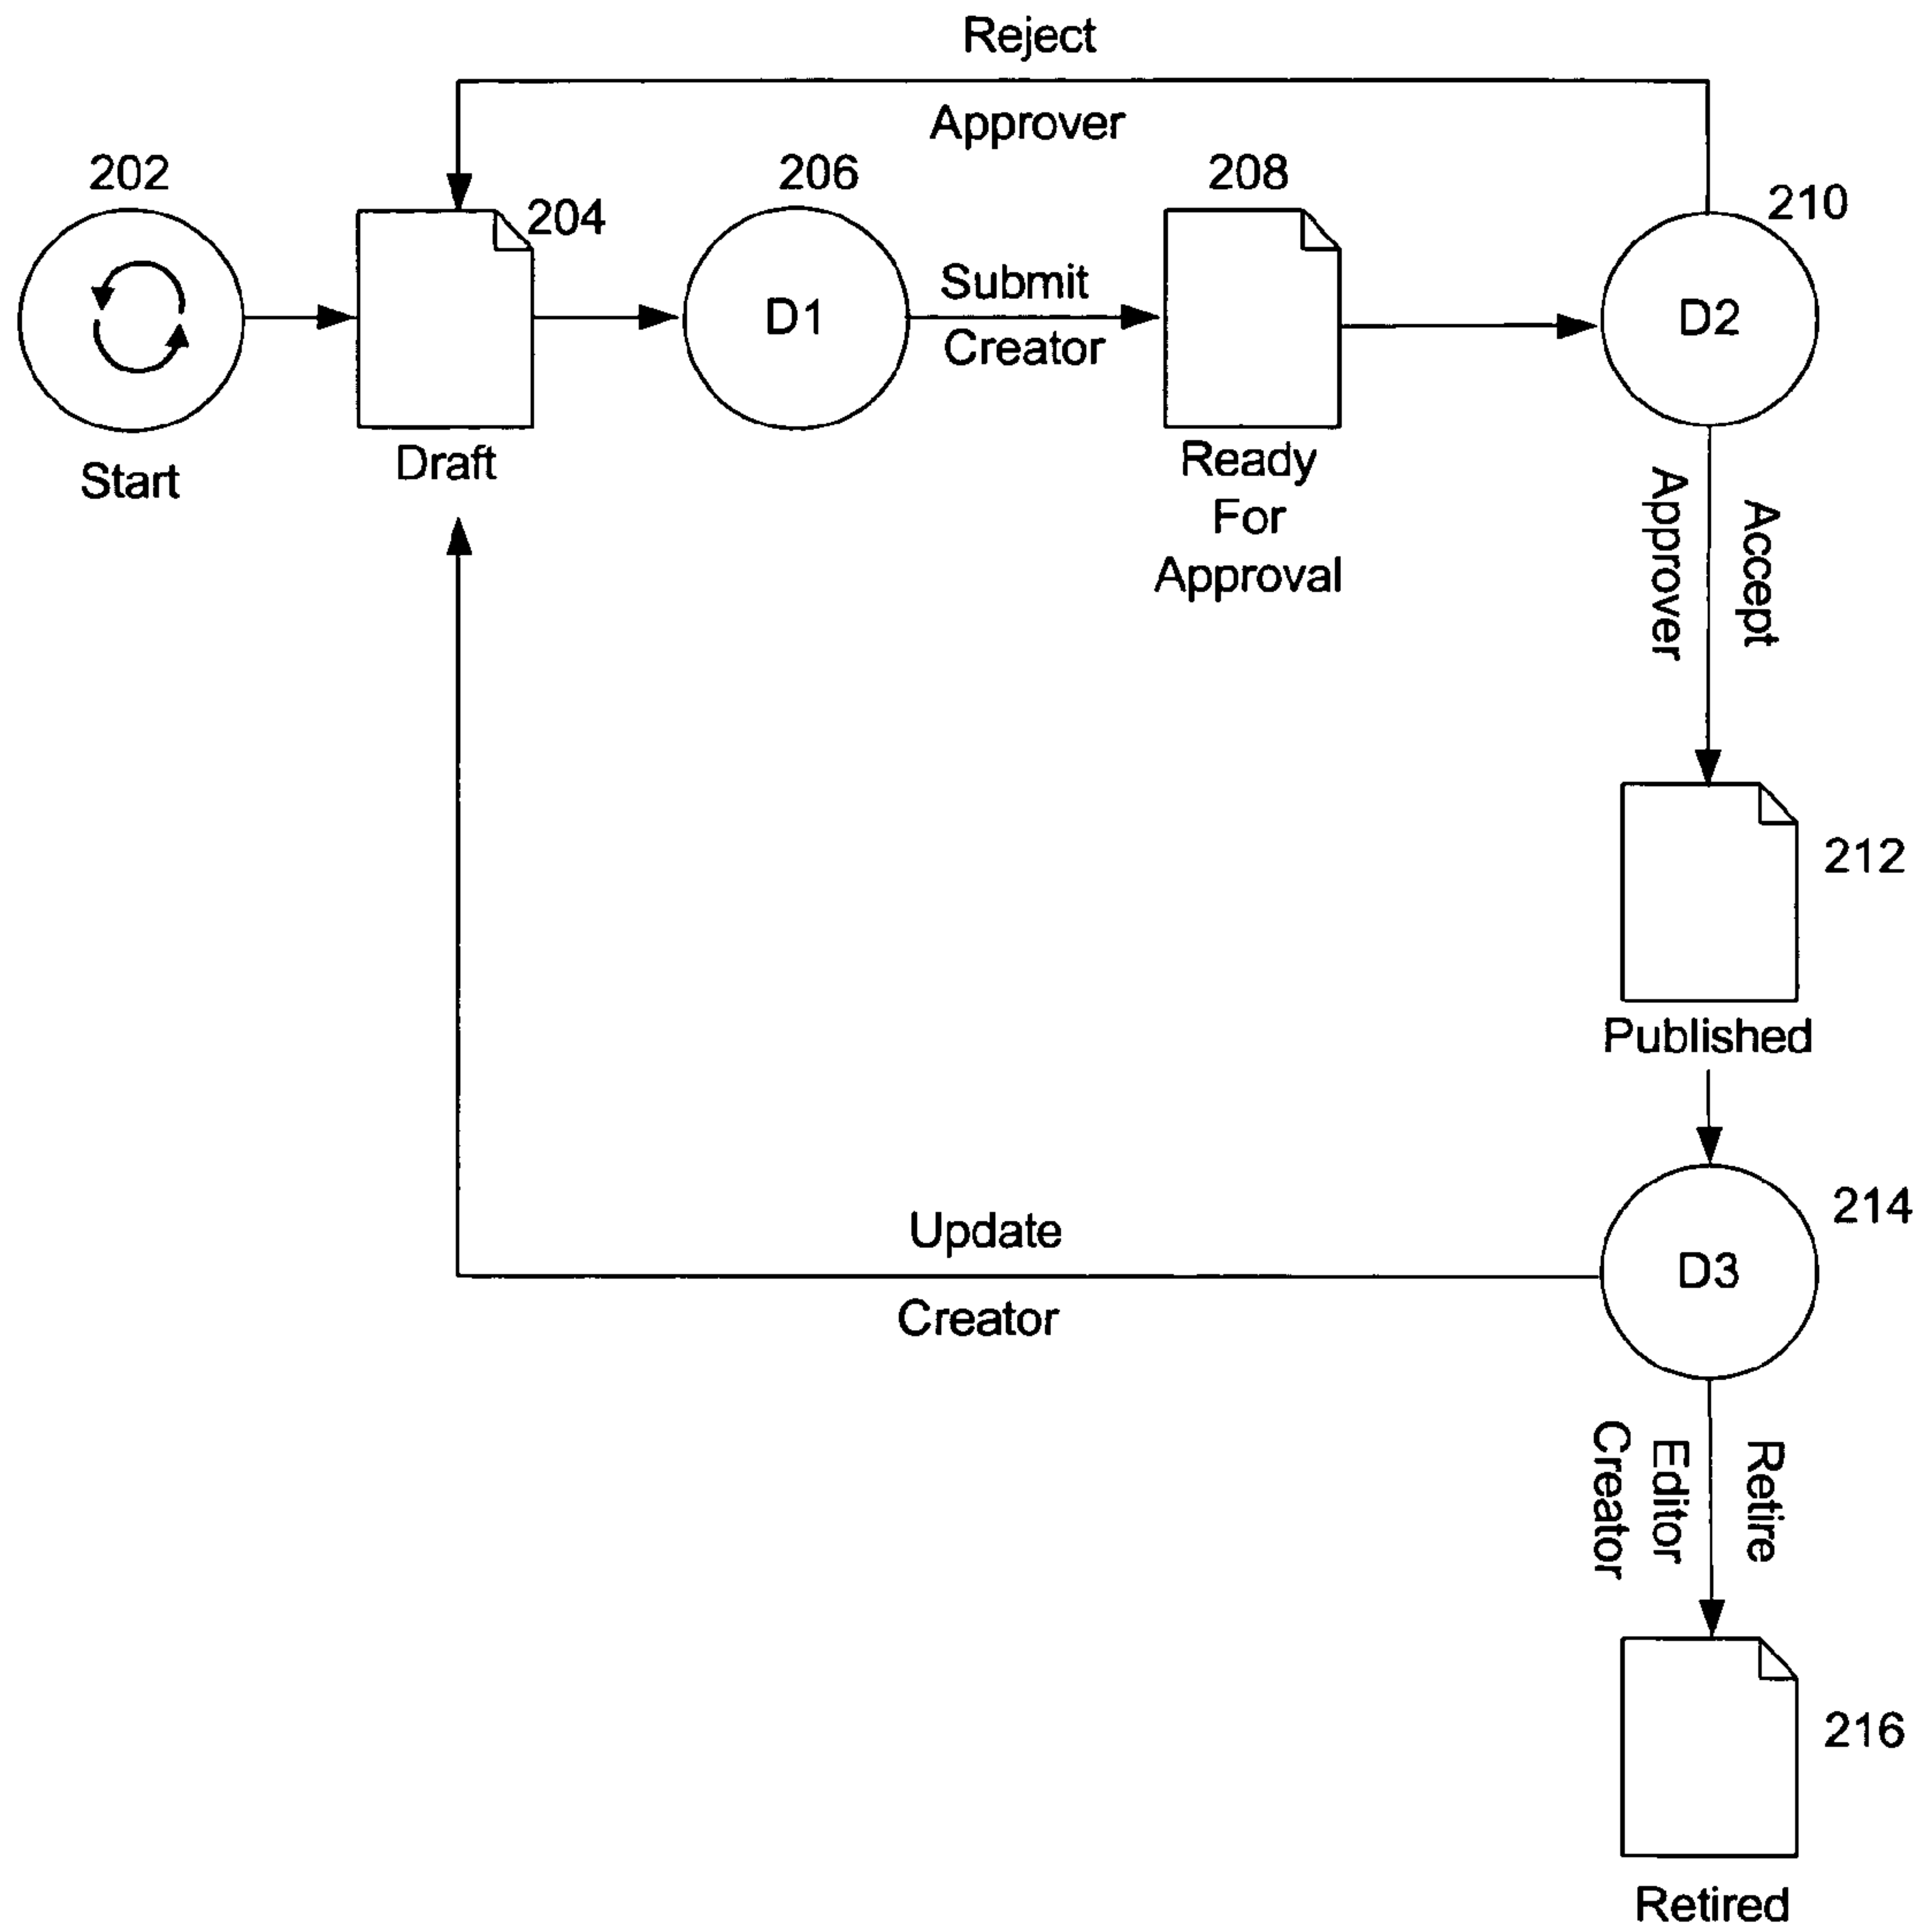 Reject
Approver
202
204
206
208
210
D1
Submit
Creator
D2
Start
Draft
Ready
For
Approval
Accept
Approver
212
Published
214
D3
Update
Creator
Retire
Editor
Creator
216
Retired